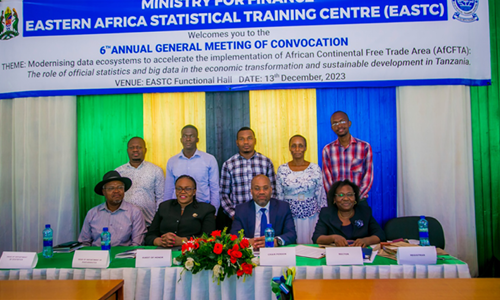 MINISTRY FOR FINANCE
EASTERN AFRICA STATISTICAL TRAINING CENTRE (EASTC)
Welcomes you to the
6TH ANNUAL GENERAL MEETING OF CONVOCATION
THEME: Modernising data ecosystems to accelerate the implementation of African Continental Free Trade Area (AfCFTA):
The role of official statistics and big data in the economic transformation and sustainable development in Tanzania.
VENUE: EASTC Functional Hall DATE: 13TH December, 2023